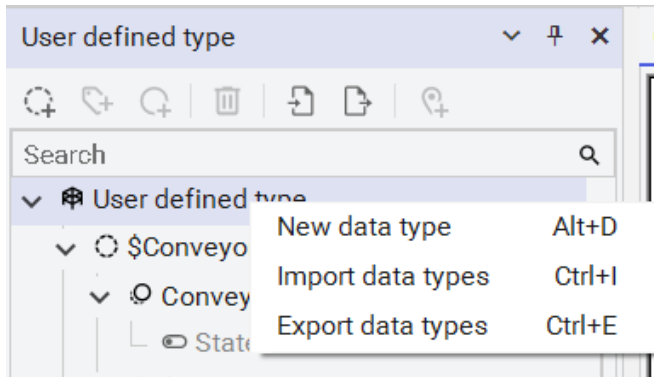 User defined type
Search
User defined type
New data type Alt+D
$Conveyo
Import data types Ctrl+I
Convey
Export data types Ctrl+E
State